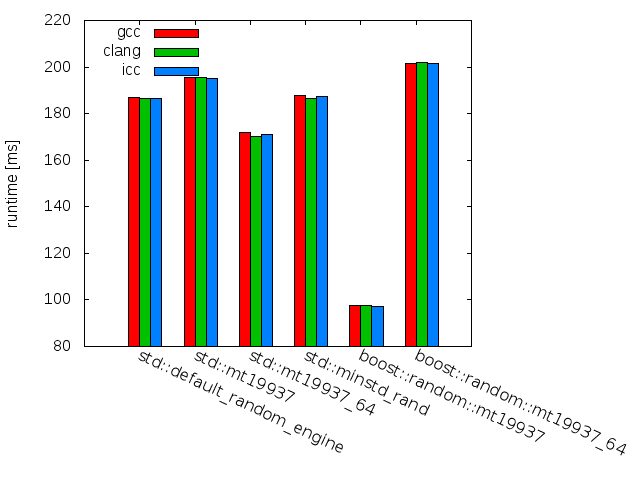 220
200
180
160
140
120
100
80
runtime [ms]
gcc
clang
icc
std::default_random_engine
std::mt19937
std::mt19937_64
std::minstd_rand
boost::random::mt19937
boost::random::mt19937_64